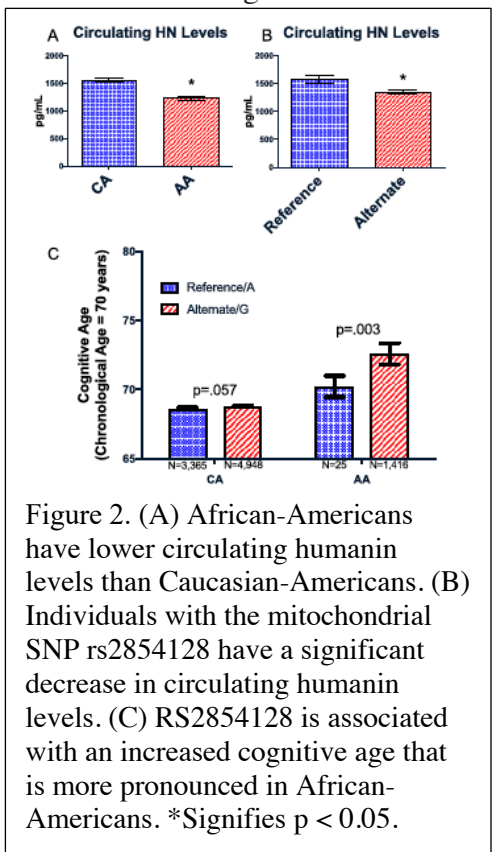 A Circulating HN Levels
2000
1500
1000
500
0
pg/mL
*
CA
AA
B Circulating HN Levels
2000
1500
1000
500
0
pg/mL
*
Reference
Alternate
C
80
75
70
65
Cognitive Age
(Chronological Age = 70 years)
Reference/A
Alternate/G
p=.057
p=.003
N=3,365 N=4,948 N=25 N=1,416
CA AA
Figure 2. (A) African-Americans
have lower circulating humanin
levels than Caucasian-Americans. (B)
Individuals with the mitochondrial
SNP rs2854128 have a significant
decrease in circulating humanin
levels. (C) RS2854128 is associated
with an increased cognitive age that
is more pronounced in African-
Americans. *Signifies p < 0.05.